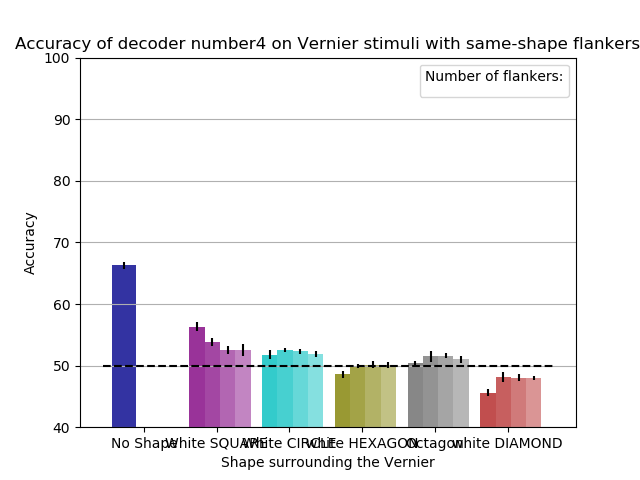 Accuracy of decoder number4 on Vernier stimuli with same-shape flankers
100
Number of flankers:
90
80
70
60
50
40
Accuracy
No Shape White SQUARE White CIRCLE white HEXAGON Octagon white DIAMOND
Shape surrounding the Vernier